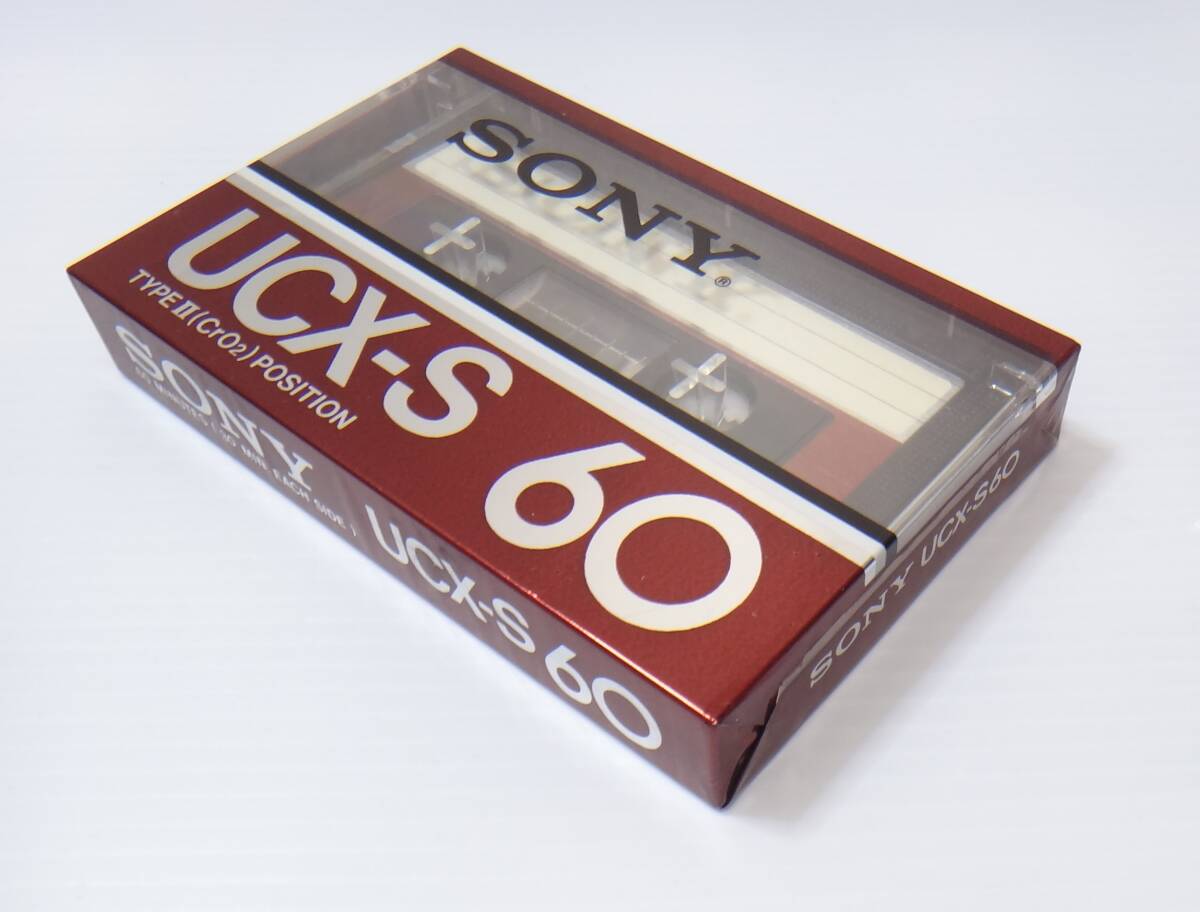 SONY®
UCX-S 60
TYPE II (CrO2) POSITION
SONY UCX-S 60
60 MINUTES (30 MIN. EACH SIDE)
SONY UCX-S60